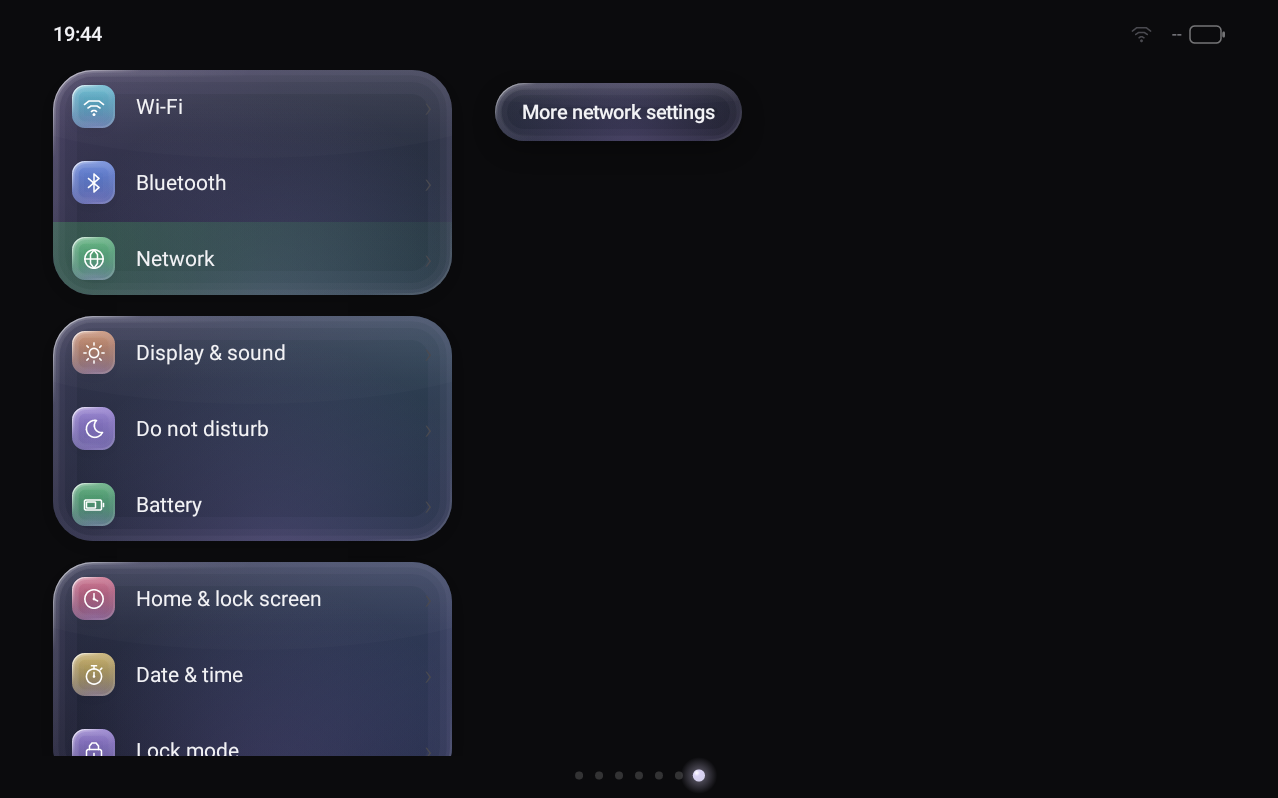 19:44
--
Wi-Fi
More network settings
Bluetooth
Network
Display & sound
Do not disturb
Battery
Home & lock screen
Date & time
Lock mode